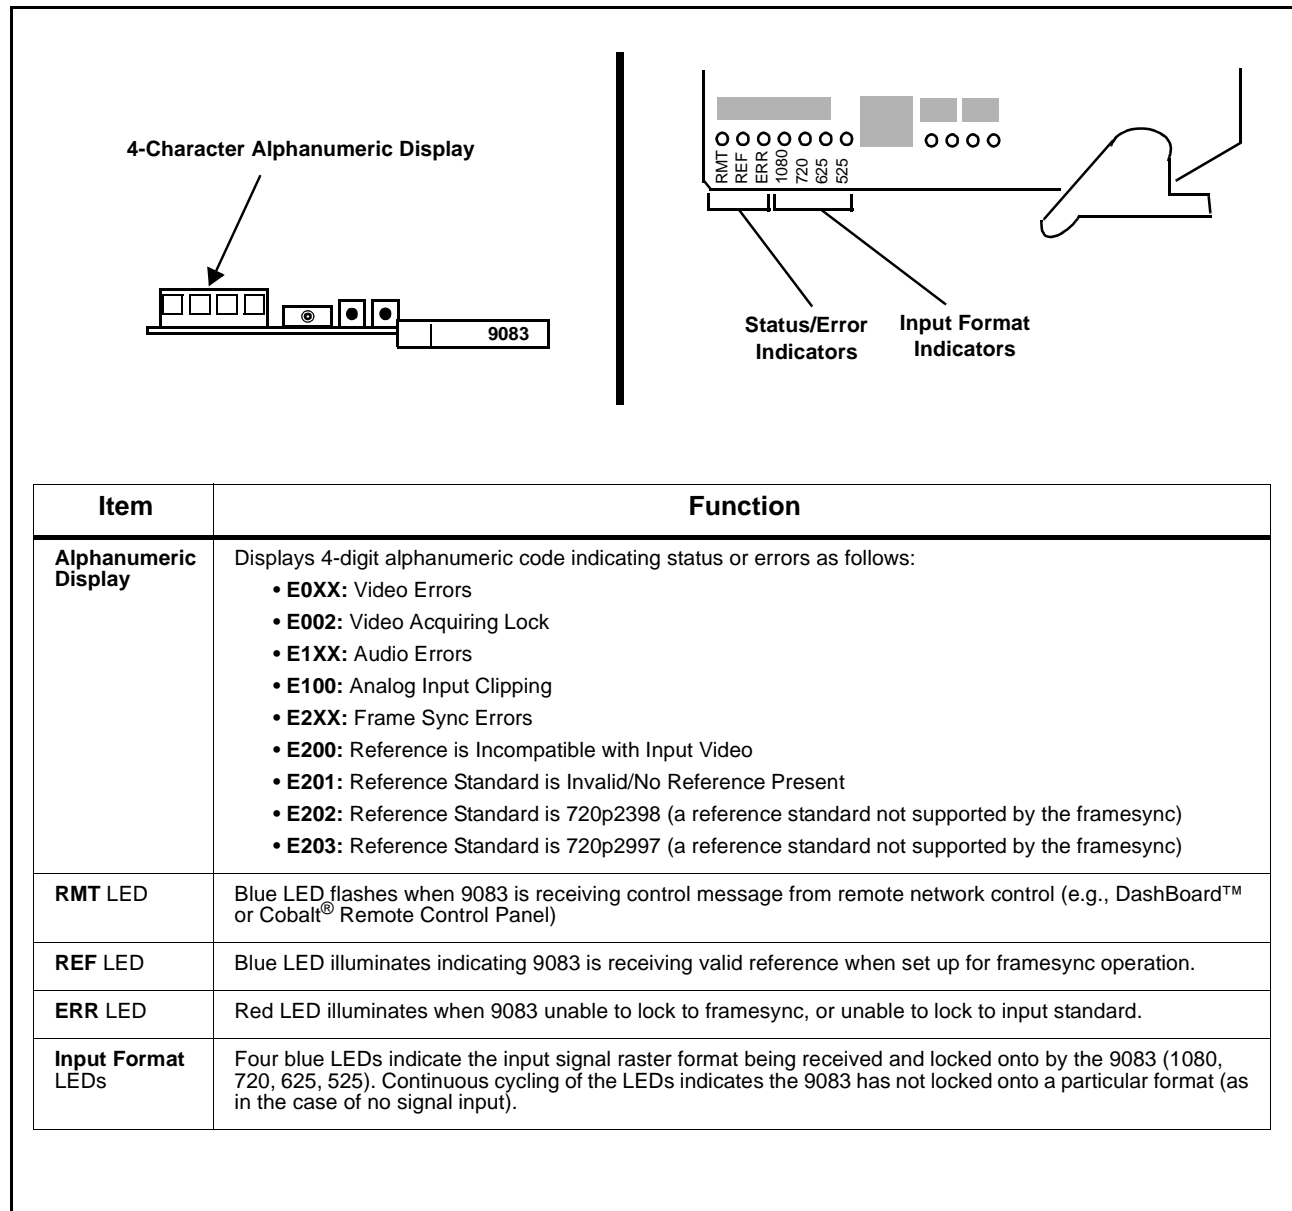 4-Character Alphanumeric Display
9083
RMT
REF
ERR
1080
720
625
525
Status/Error
Indicators
Input Format
Indicators
Item
Function
Alphanumeric
Display
Displays 4-digit alphanumeric code indicating status or errors as follows:
• E0XX: Video Errors
• E002: Video Acquiring Lock
• E1XX: Audio Errors
• E100: Analog Input Clipping
• E2XX: Frame Sync Errors
• E200: Reference is Incompatible with Input Video
• E201: Reference Standard is Invalid/No Reference Present
• E202: Reference Standard is 720p2398 (a reference standard not supported by the framesync)
• E203: Reference Standard is 720p2997 (a reference standard not supported by the framesync)
RMT LED
Blue LED flashes when 9083 is receiving control message from remote network control (e.g., DashBoard™
or Cobalt® Remote Control Panel)
REF LED
Blue LED illuminates indicating 9083 is receiving valid reference when set up for framesync operation.
ERR LED
Red LED illuminates when 9083 unable to lock to framesync, or unable to lock to input standard.
Input Format
LEDs
Four blue LEDs indicate the input signal raster format being received and locked onto by the 9083 (1080,
720, 625, 525). Continuous cycling of the LEDs indicates the 9083 has not locked onto a particular format (as
in the case of no signal input).